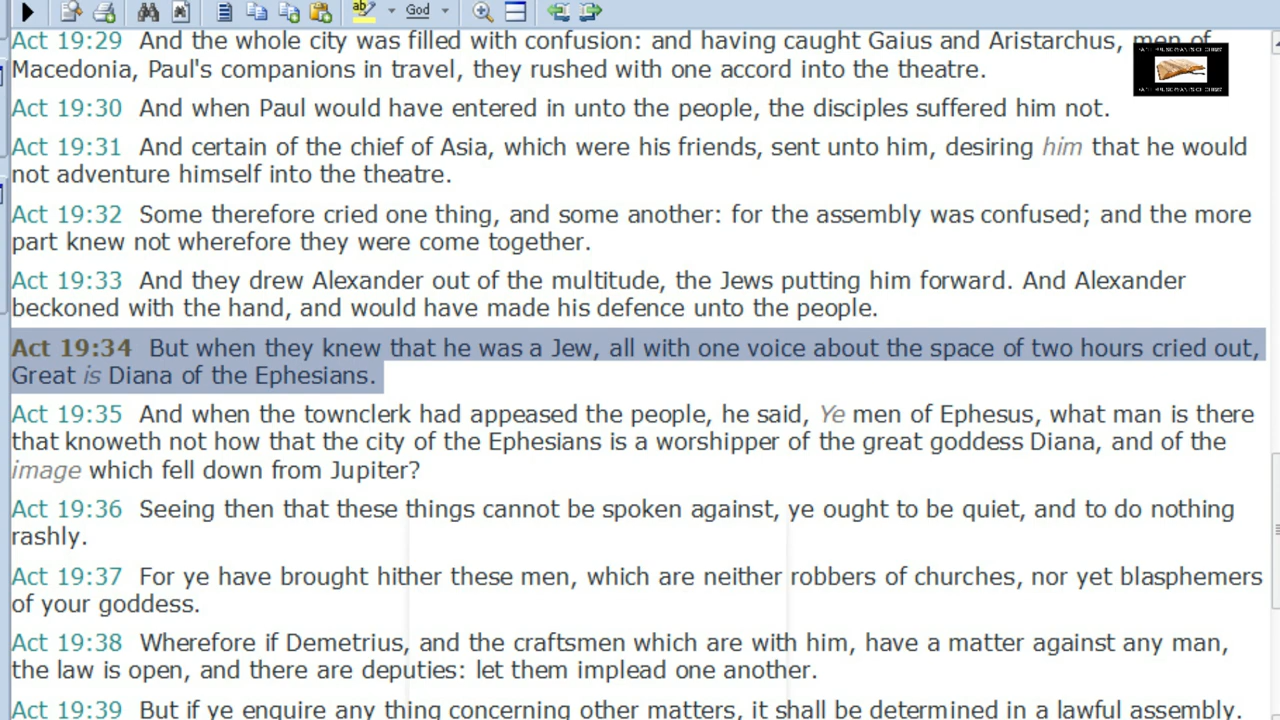 God
Act 19:29 And the whole city was filled with confusion: and having caught Gaius and Aristarchus, men of
Macedonia, Paul's companions in travel, they rushed with one accord into the theatre.
Act 19:30 And when Paul would have entered in unto the people, the disciples suffered him not.
Act 19:31 And certain of the chief of Asia, which were his friends, sent unto him, desiring him that he would
not adventure himself into the theatre.
Act 19:32 Some therefore cried one thing, and some another: for the assembly was confused; and the more
part knew not wherefore they were come together.
Act 19:33 And they drew Alexander out of the multitude, the Jews putting him forward. And Alexander
beckoned with the hand, and would have made his defence unto the people.
Act 19:34 But when they knew that he was a Jew, all with one voice about the space of two hours cried out,
Great is Diana of the Ephesians.
Act 19:35 And when the townclerk had appeased the people, he said, Ye men of Ephesus, what man is there
that knoweth not how that the city of the Ephesians is a worshipper of the great goddess Diana, and of the
image which fell down from Jupiter?
Act 19:36 Seeing then that these things cannot be spoken against, ye ought to be quiet, and to do nothing
rashly.
Act 19:37 For ye have brought hither these men, which are neither robbers of churches, nor yet blasphemers
of your goddess.
Act 19:38 Wherefore if Demetrius, and the craftsmen which are with him, have a matter against any man,
the law is open, and there are deputies: let them implead one another.
Act 19:39 But if ye enquire any thing concerning other matters, it shall be determined in a lawful assembly.